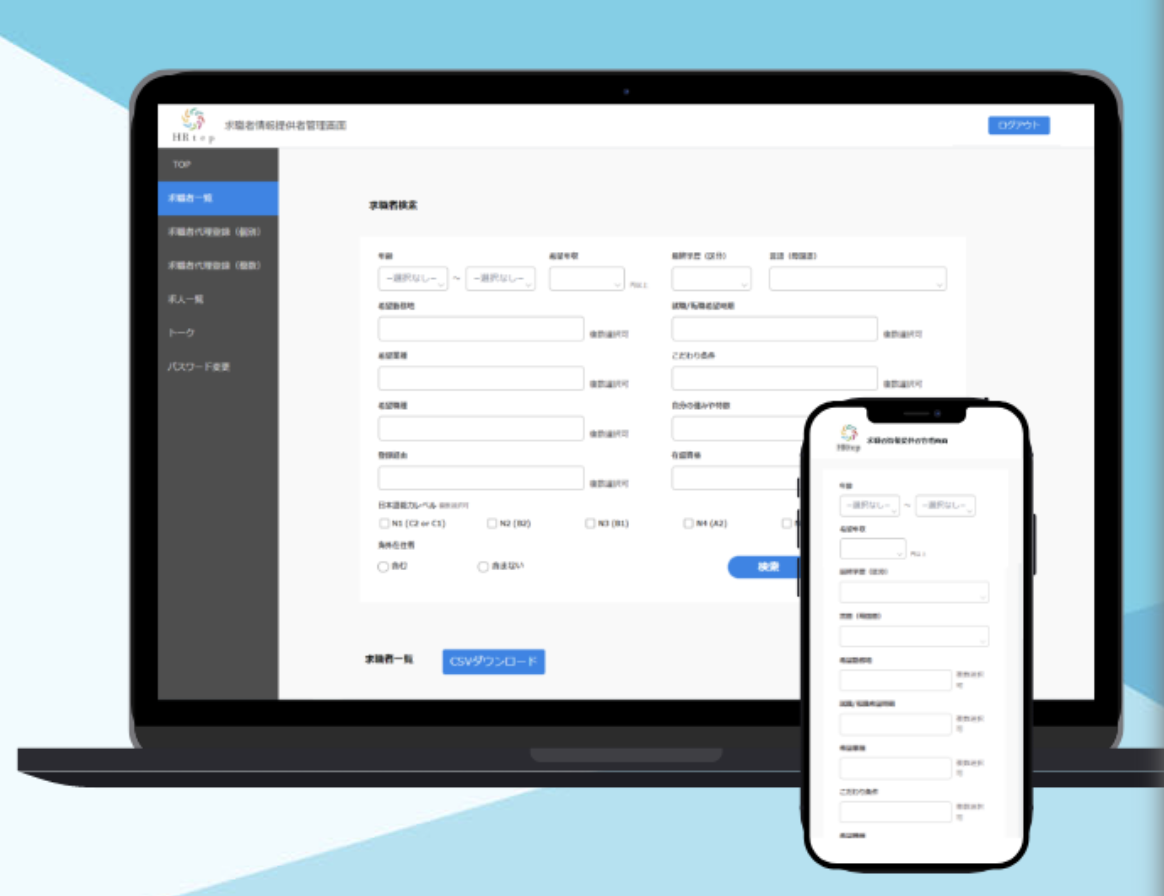 HRtop 求職者情報提供者管理画面
ログアウト
TOP
求職者一覧
求職者代理登録（個別）
求職者代理登録（複数）
求人一覧
トーク
パスワード変更
求職者検索
年齢 希望年収 最終学歴（区分） 言語（母国語）
-選択なし- ～ -選択なし- 円以上
希望勤務地 就職/転職希望時期
複数選択可 複数選択可
希望業種 こだわり条件
複数選択可 複数選択可
希望職種 自分の強みや特徴
複数選択可
登録経由 在留資格
複数選択可
日本語能力レベル 複数選択可
N1 (C2 or C1) N2 (B2) N3 (B1) N4 (A2)
海外在住者
含む 含まない
検索
求職者一覧 CSVダウンロード
HRtop 求職者情報提供者管理画面
年齢
-選択なし- ～ -選択なし-
希望年収
円以上
最終学歴（区分）
言語（母国語）
希望勤務地
複数選択
可
就職/転職希望時期
複数選択
可
希望業種
複数選択
可
こだわり条件
複数選択
可
希望職種